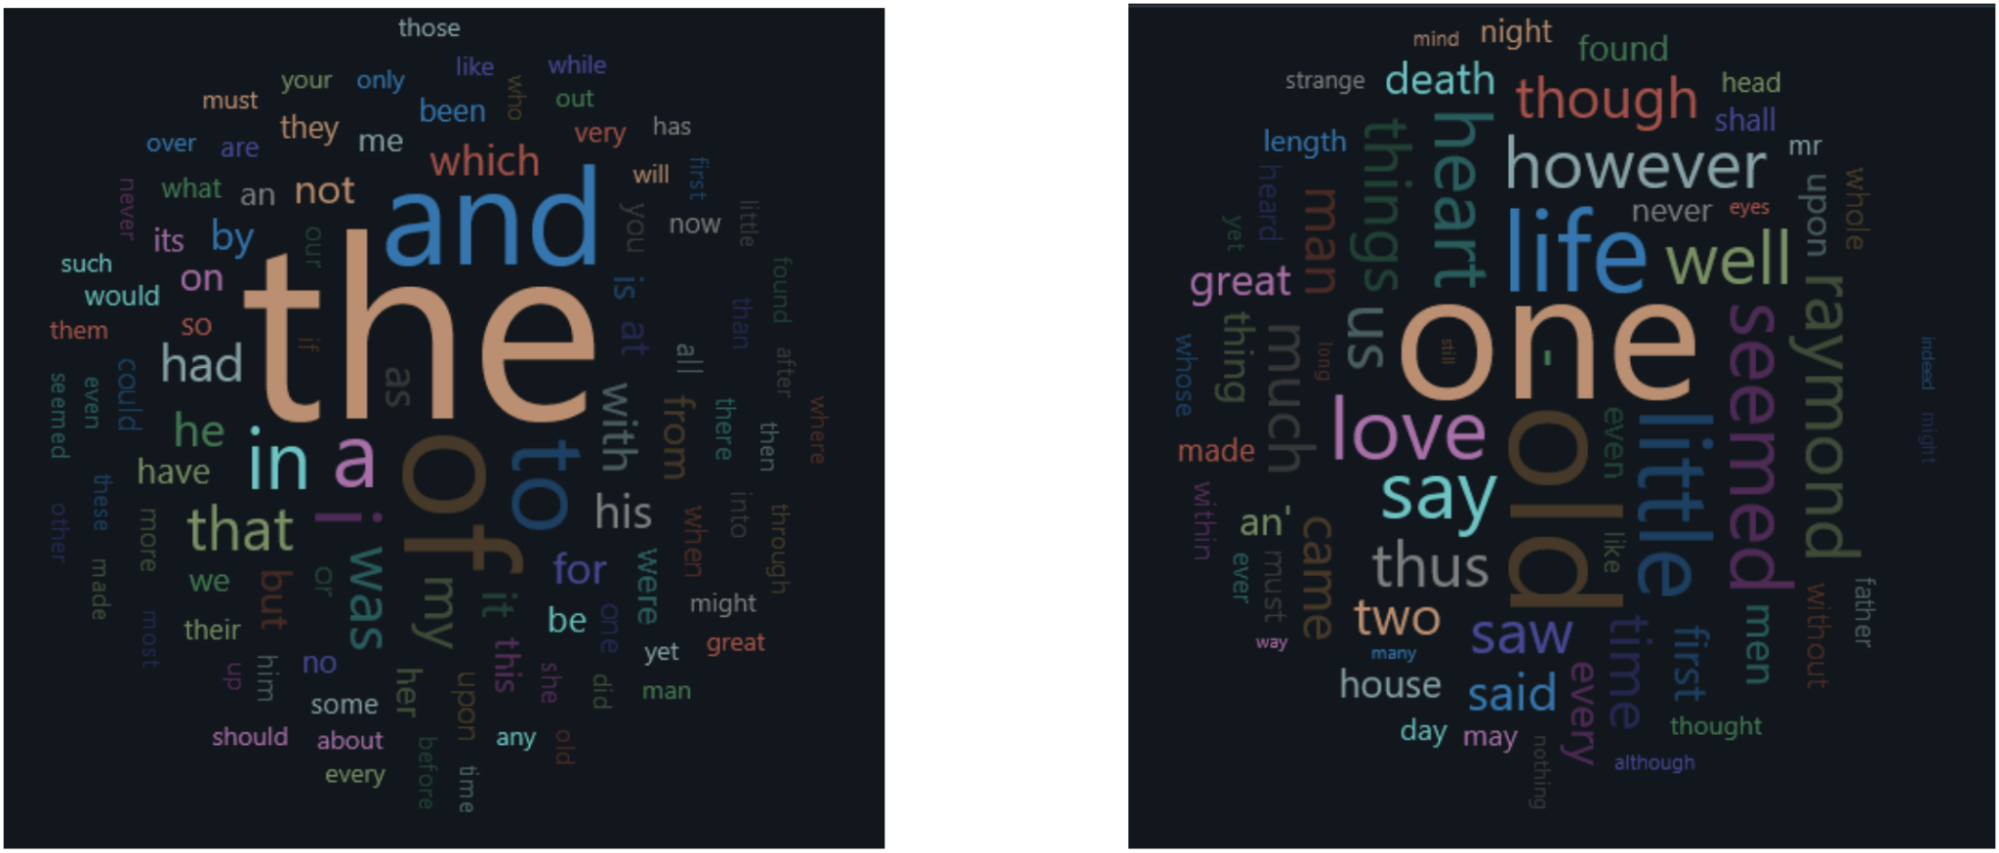 those
like
while
your
only
who
must
been
out
they
me
very
has
over
are
which
will
first
never
what
an
not
and
you
now
little
its
by
our
such
on
the
is
found
would
at
than
them
so
if
had
as
all
after
seemed
even
could
with
from
there
then
where
he
in
a
of
to
have
his
into
when
through
other
these
more
that
i
was
my
it
for
were
might
made
we
but
or
be
one
most
their
this
she
yet
great
up
him
no
her
upon
did
man
some
should
about
any
old
every
before
time
mind
night
found
strange
death
though
head
shall
length
things
heart
however
mr
heard
man
never
eyes
upon
whole
yet
great
life
well
thing
much
us
one
still
-
seemed
raymond
whose
long
indeed
made
love
old
even
little
might
within
an'
say
came
thus
like
ever
must
two
saw
time
first
men
without
father
way
many
house
said
every
thought
day
may
nothing
although